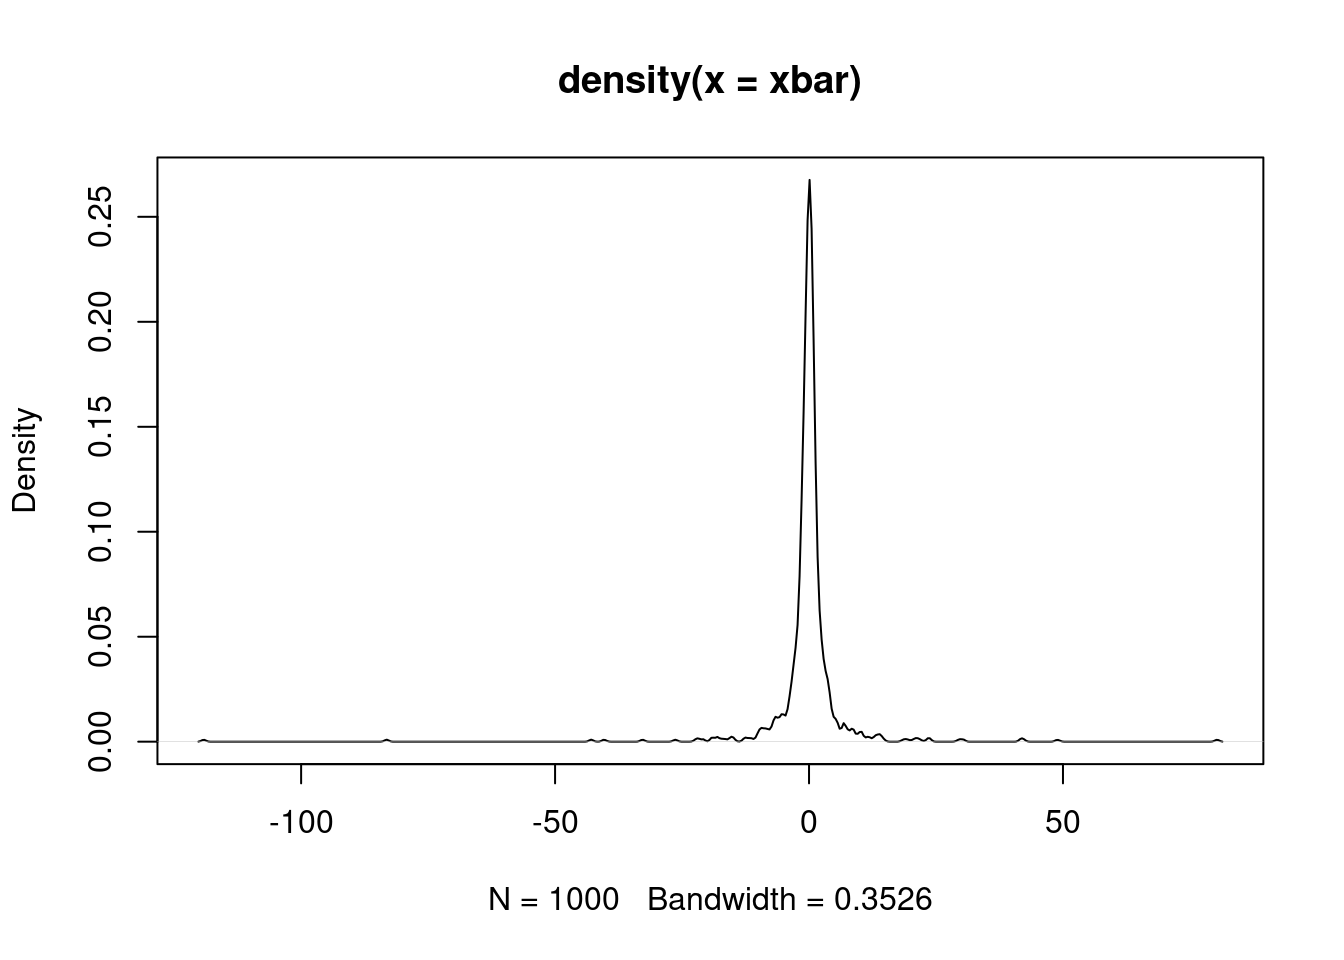 density(x = xbar)
Density
0.25
0.20
0.15
0.10
0.05
0.00
-100 -50 0 50
N = 1000 Bandwidth = 0.3526